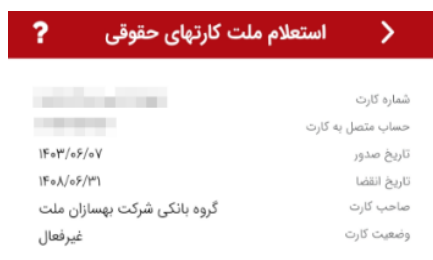 استعلام ملت کارتهای حقوقی ?
شماره کارت
حساب متصل به کارت
تاریخ صدور ۱۴۰۳/۰۶/۰۷
تاریخ انقضا ۱۴۰۸/۰۶/۳۱
صاحب کارت گروه بانکی شرکت بهسازان ملت
وضعیت کارت غیرفعال